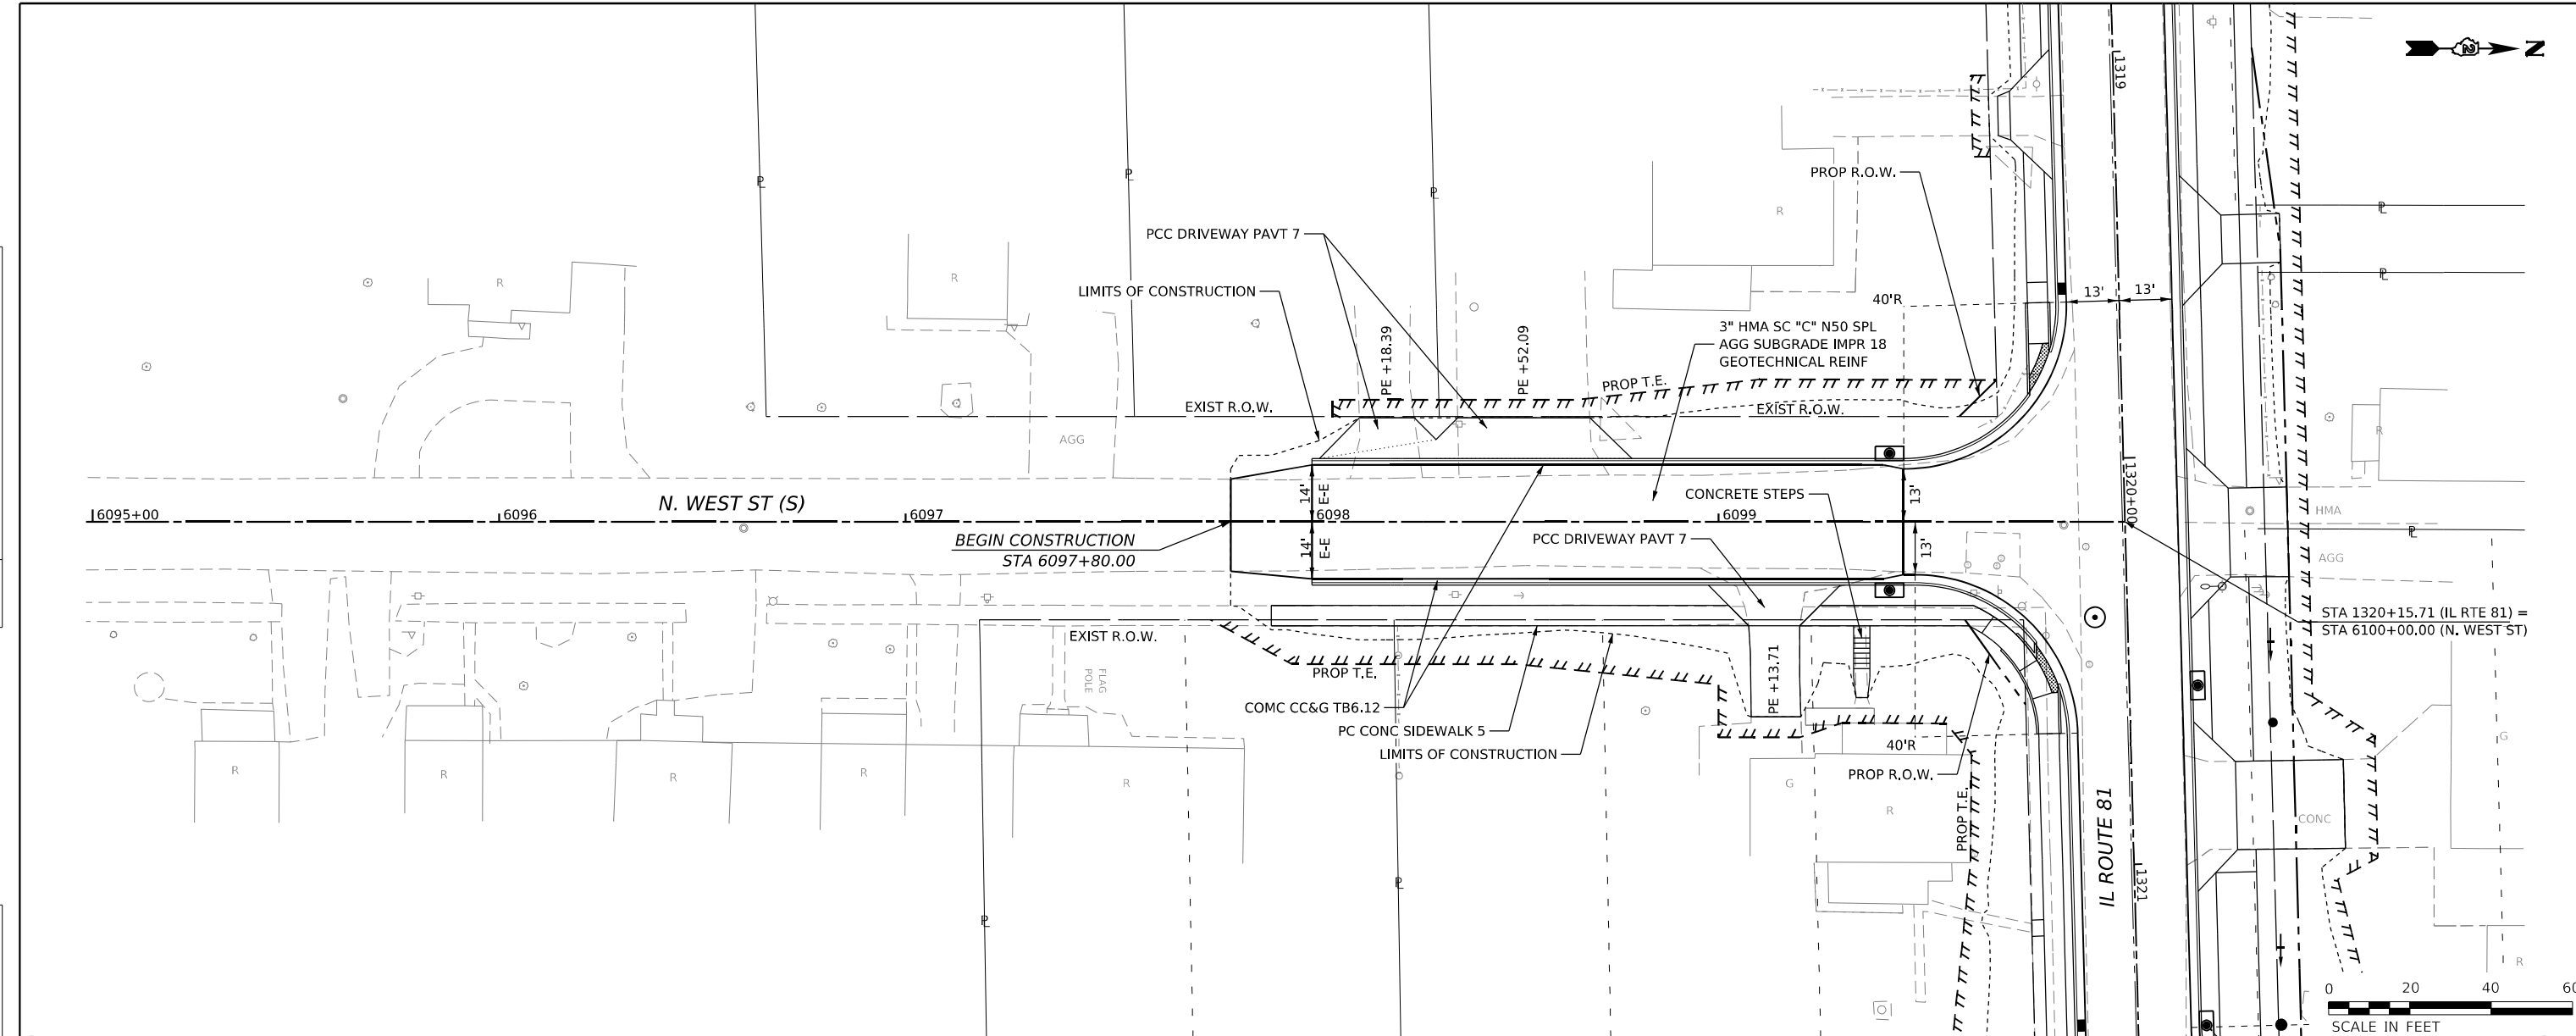 N
1319
PROP R.O.W.
PCC DRIVEWAY PAVT 7
LIMITS OF CONSTRUCTION
40'R
13'
13'
3" HMA SC "C" N50 SPL
AGG SUBGRADE IMPR 18
GEOTECHNICAL REINF
PE +18.39
PE +52.09
PROP T.E.
EXIST R.O.W.
EXIST R.O.W.
AGG
R
R
R
R
P
P
P
P
P
P
1320+00
HMA
AGG
N. WEST ST (S)
6095+00
6096
6097
6098
6099
14'
E-E
14'
E-E
13'
13'
CONCRETE STEPS
PCC DRIVEWAY PAVT 7
BEGIN CONSTRUCTION
STA 6097+80.00
STA 1320+15.71 (IL RTE 81) =
STA 6100+00.00 (N. WEST ST)
EXIST R.O.W.
FLAG
POLE
PROP T.E.
PE +13.71
COMC CC&G TB6.12
PC CONC SIDEWALK 5
LIMITS OF CONSTRUCTION
40'R
PROP R.O.W.
PROP T.E.
IL ROUTE 81
1321
R
R
R
R
R
G
R
G
CONC
R
P
P
0 20 40 60
SCALE IN FEET